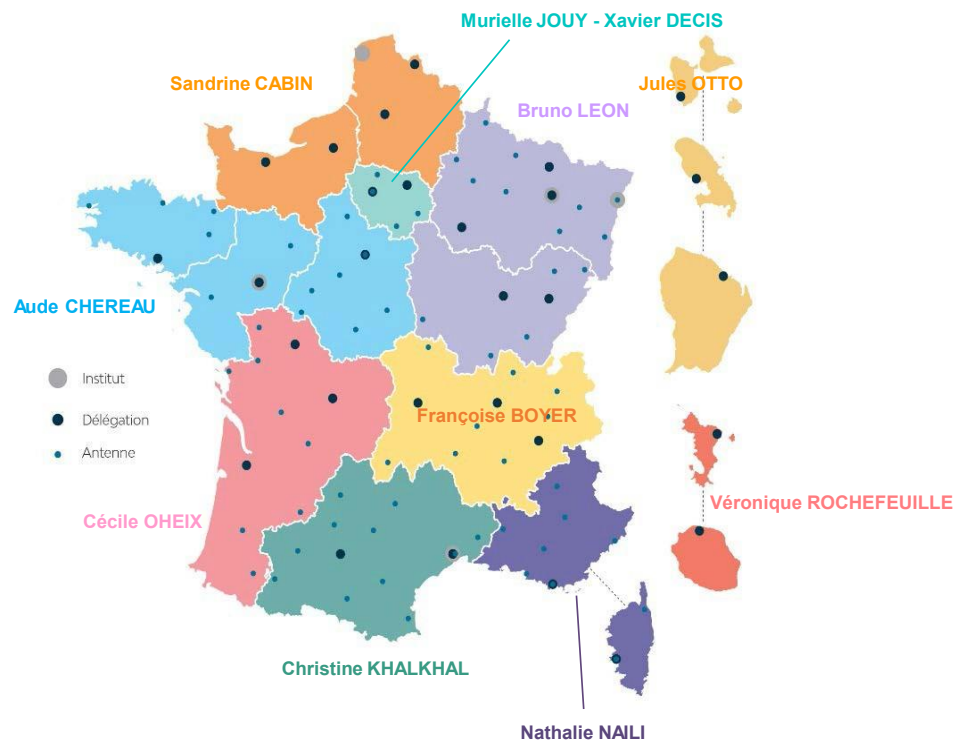 Murielle JOUY - Xavier DECIS
Sandrine CABIN
Jules OTTO
Bruno LEON
Aude CHEREAU
Institut
Délégation
Antenne
Françoise BOYER
Cécile OHEIX
Véronique ROCHEFEUILLE
Christine KHALKHAL
Nathalie NAILI